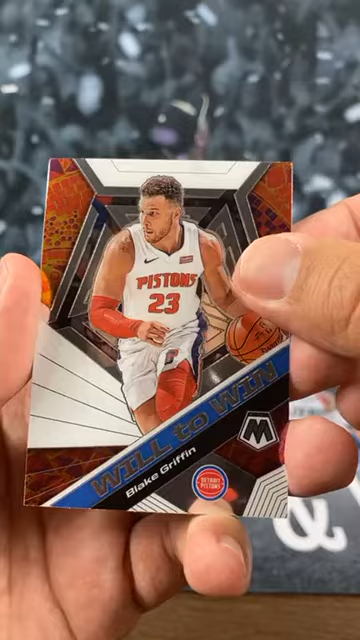 PISTONS
23
WILL to WIN
Blake Griffin
M
DETROIT
PISTONS
&